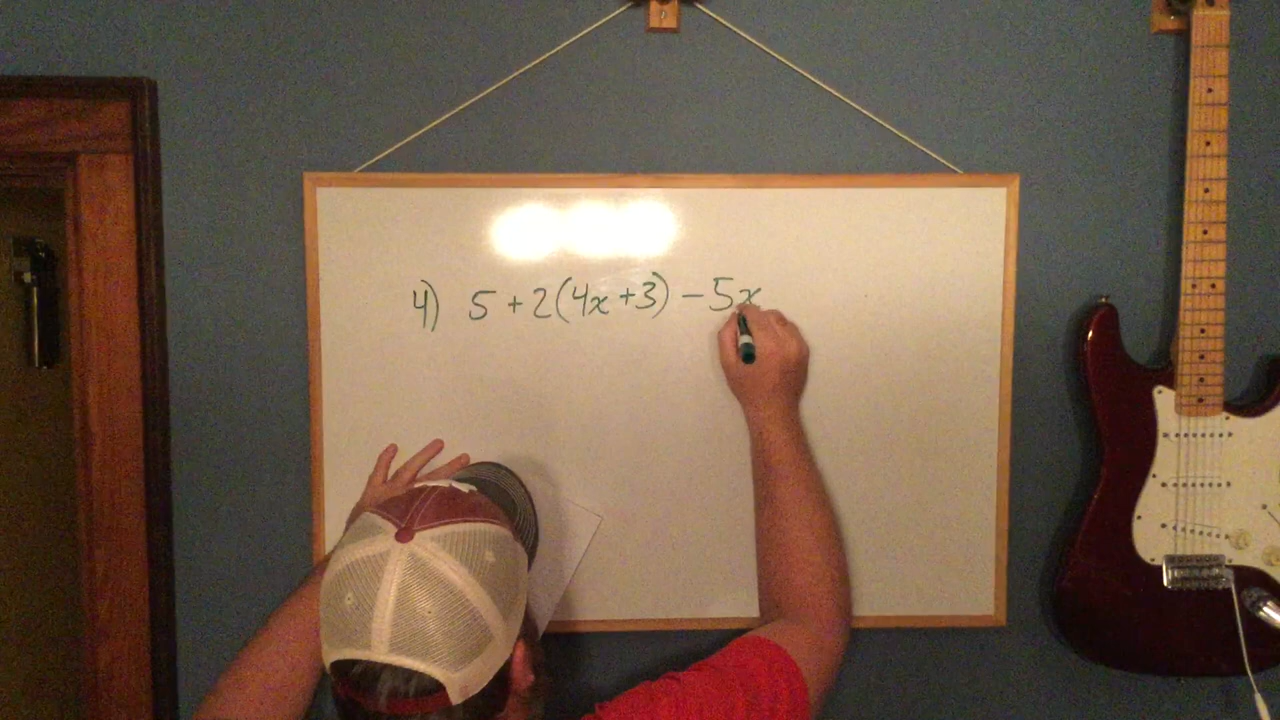 4) 5 + 2(4x + 3) - 5x